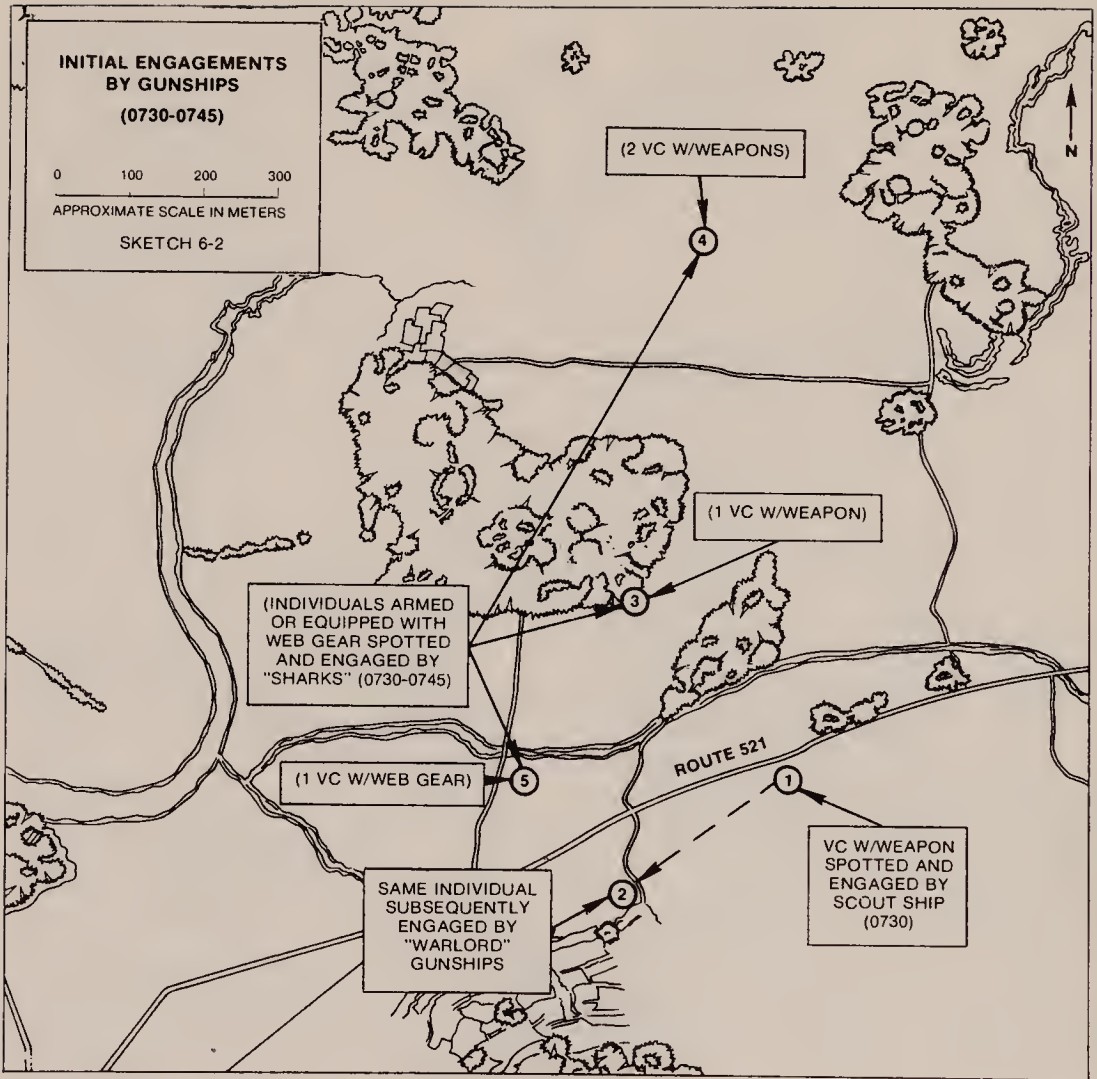 INITIAL ENGAGEMENTS
BY GUNSHIPS
(0730-0745)
0 100 200 300
APPROXIMATE SCALE IN METERS
SKETCH 6-2
N
(2 VC W/WEAPONS)
4
(1 VC W/WEAPON)
3
(INDIVIDUALS ARMED
OR EQUIPPED WITH
WEB GEAR SPOTTED
AND ENGAGED BY
"SHARKS" (0730-0745)
(1 VC W/WEB GEAR)
5
ROUTE 521
1
VC W/WEAPON
SPOTTED AND
ENGAGED BY
SCOUT SHIP
(0730)
2
SAME INDIVIDUAL
SUBSEQUENTLY
ENGAGED BY
"WARLORD"
GUNSHIPS